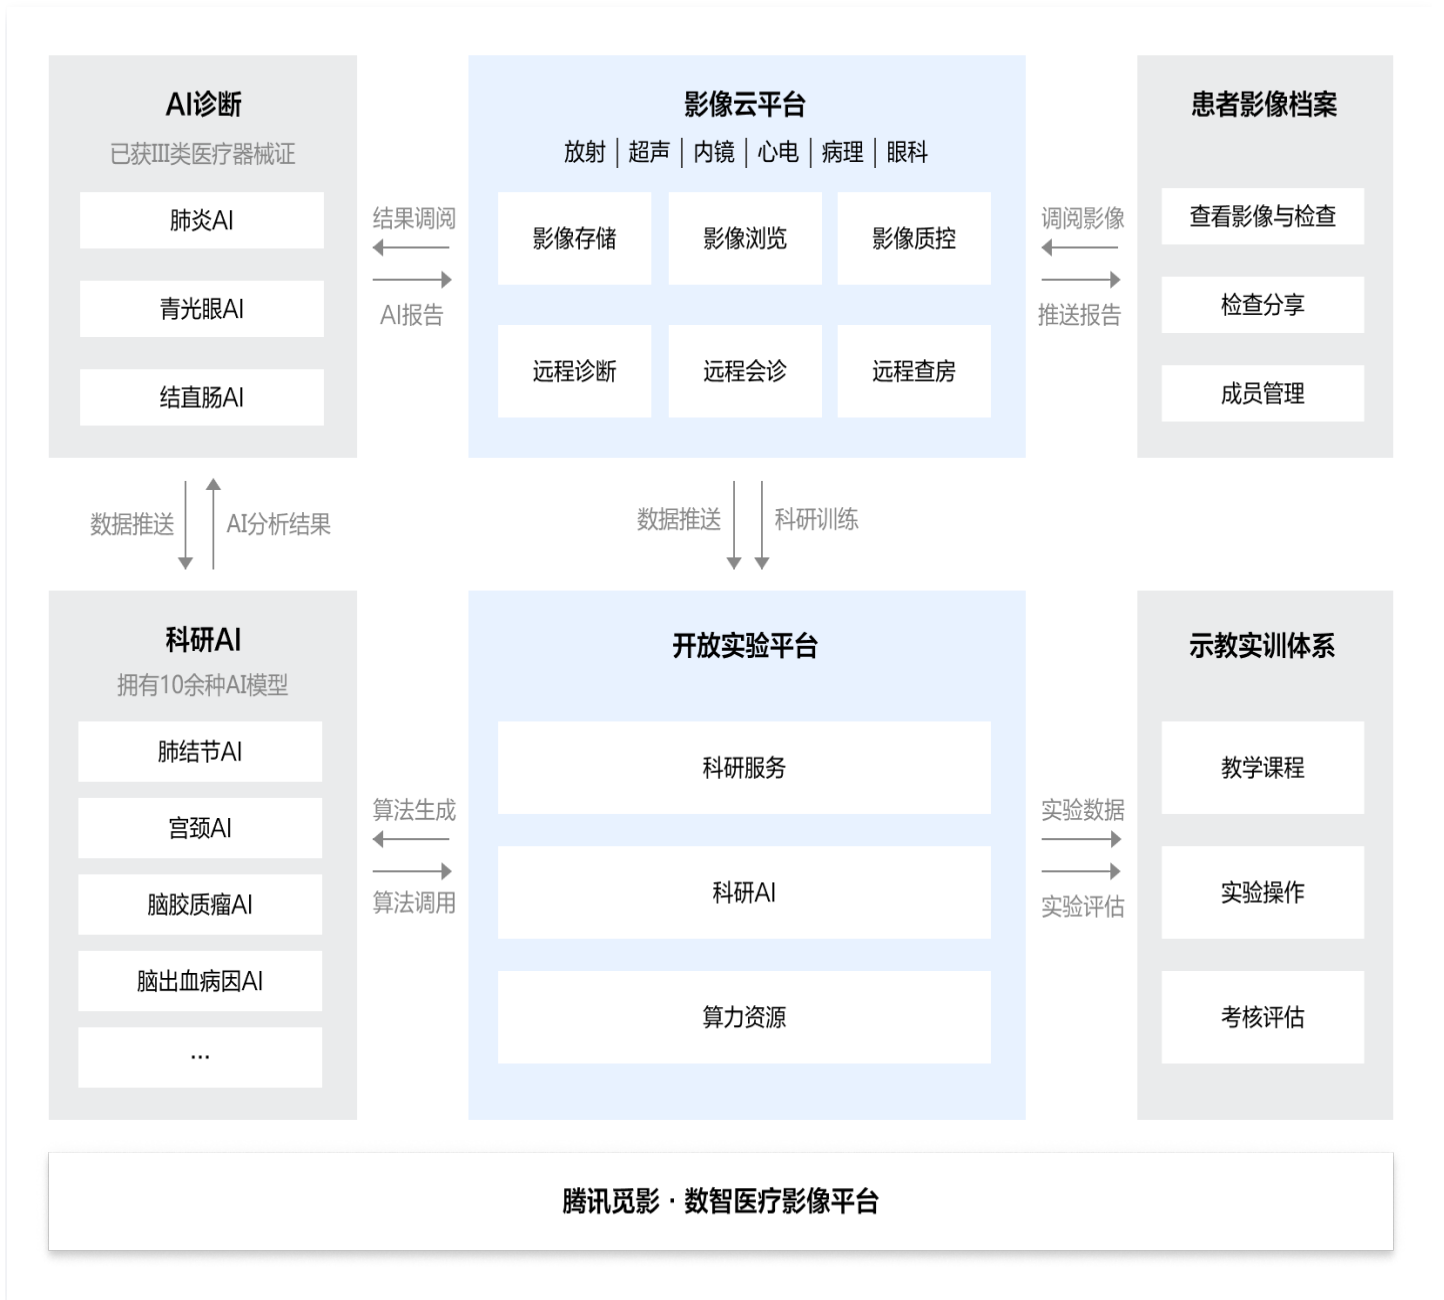 AI诊断
已获III类医疗器械证
肺炎AI
青光眼AI
结直肠AI
结果调阅
AI报告
影像云平台
放射｜超声｜内镜｜心电｜病理｜眼科
影像存储
影像浏览
影像质控
远程诊断
远程会诊
远程查房
调阅影像
推送报告
患者影像档案
查看影像与检查
检查分享
成员管理
数据推送
AI分析结果
数据推送
科研训练
科研AI
拥有10余种AI模型
肺结节AI
宫颈AI
脑胶质瘤AI
脑出血病因AI
...
算法生成
算法调用
开放实验平台
科研服务
科研AI
算力资源
实验数据
实验评估
示教实训体系
教学课程
实验操作
考核评估
腾讯觅影·数智医疗影像平台